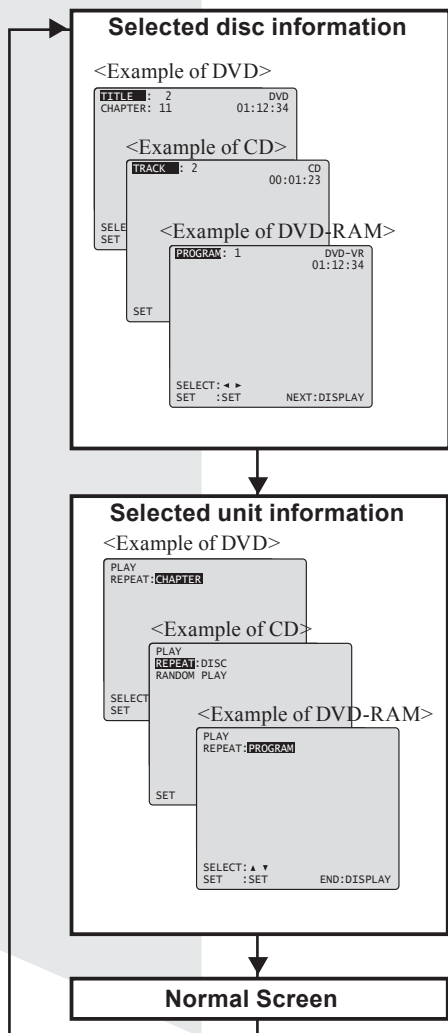 Selected disc information
<Example of DVD>
TITLE : 2 DVD
CHAPTER: 11 01:12:34
SELE
SET
<Example of CD>
TRACK : 2 CD
00:01:23
SET
<Example of DVD-RAM>
PROGRAM: 1 DVD-VR
01:12:34
SELECT:◄ ►
SET :SET NEXT:DISPLAY
Selected unit information
<Example of DVD>
PLAY
REPEAT:CHAPTER
SELECT
SET
<Example of CD>
PLAY
REPEAT:DISC
RANDOM PLAY
SET
<Example of DVD-RAM>
PLAY
REPEAT:PROGRAM
SELECT:▲ ▼
SET :SET END:DISPLAY
Normal Screen